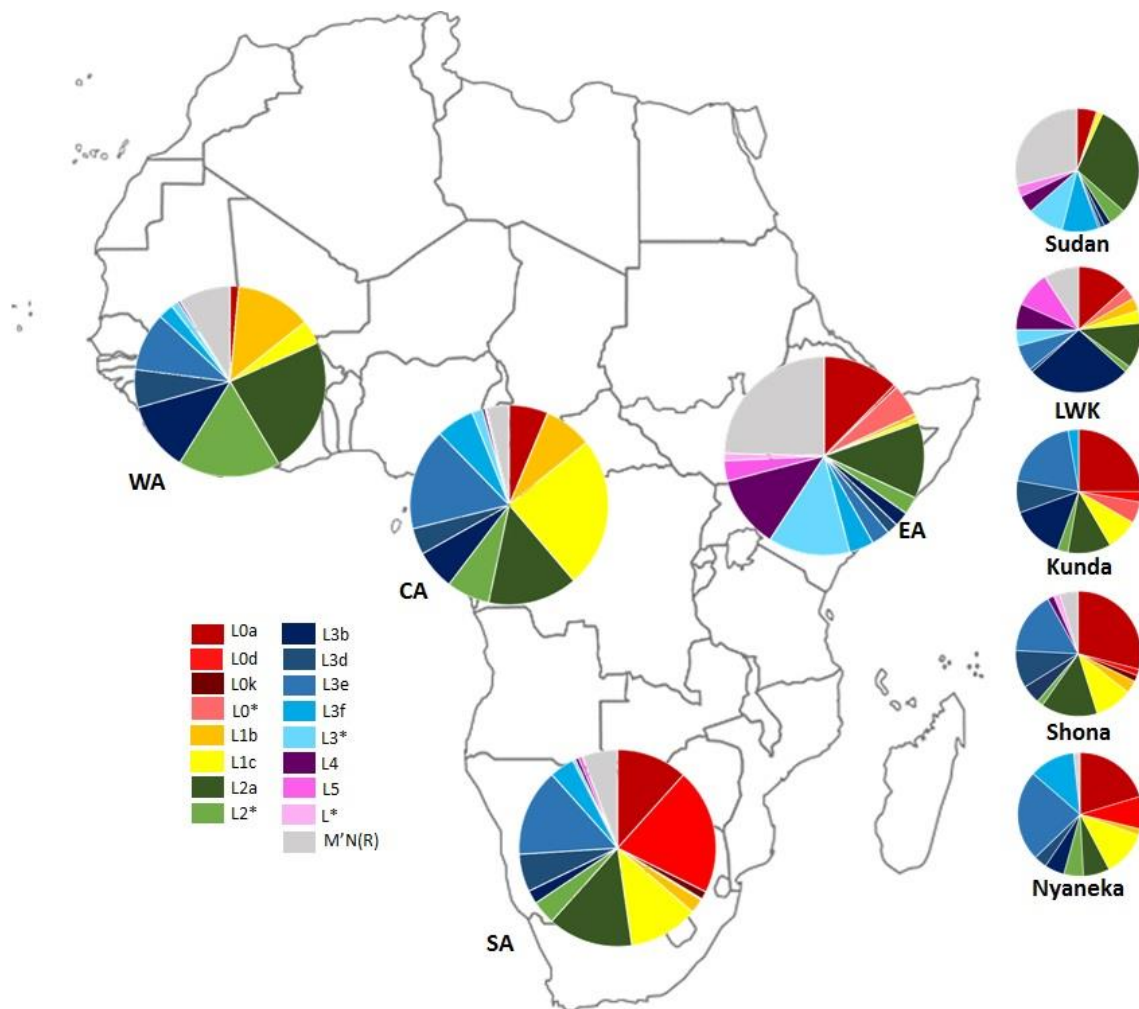 Sudan
LWK
WA
EA
Kunda
CA
L0a L3b
L0d L3d
L0k L3e
L0* L3f
L1b L3*
L1c L4
L2a L5
L2* L*
M'N(R)
Shona
Nyaneka
SA